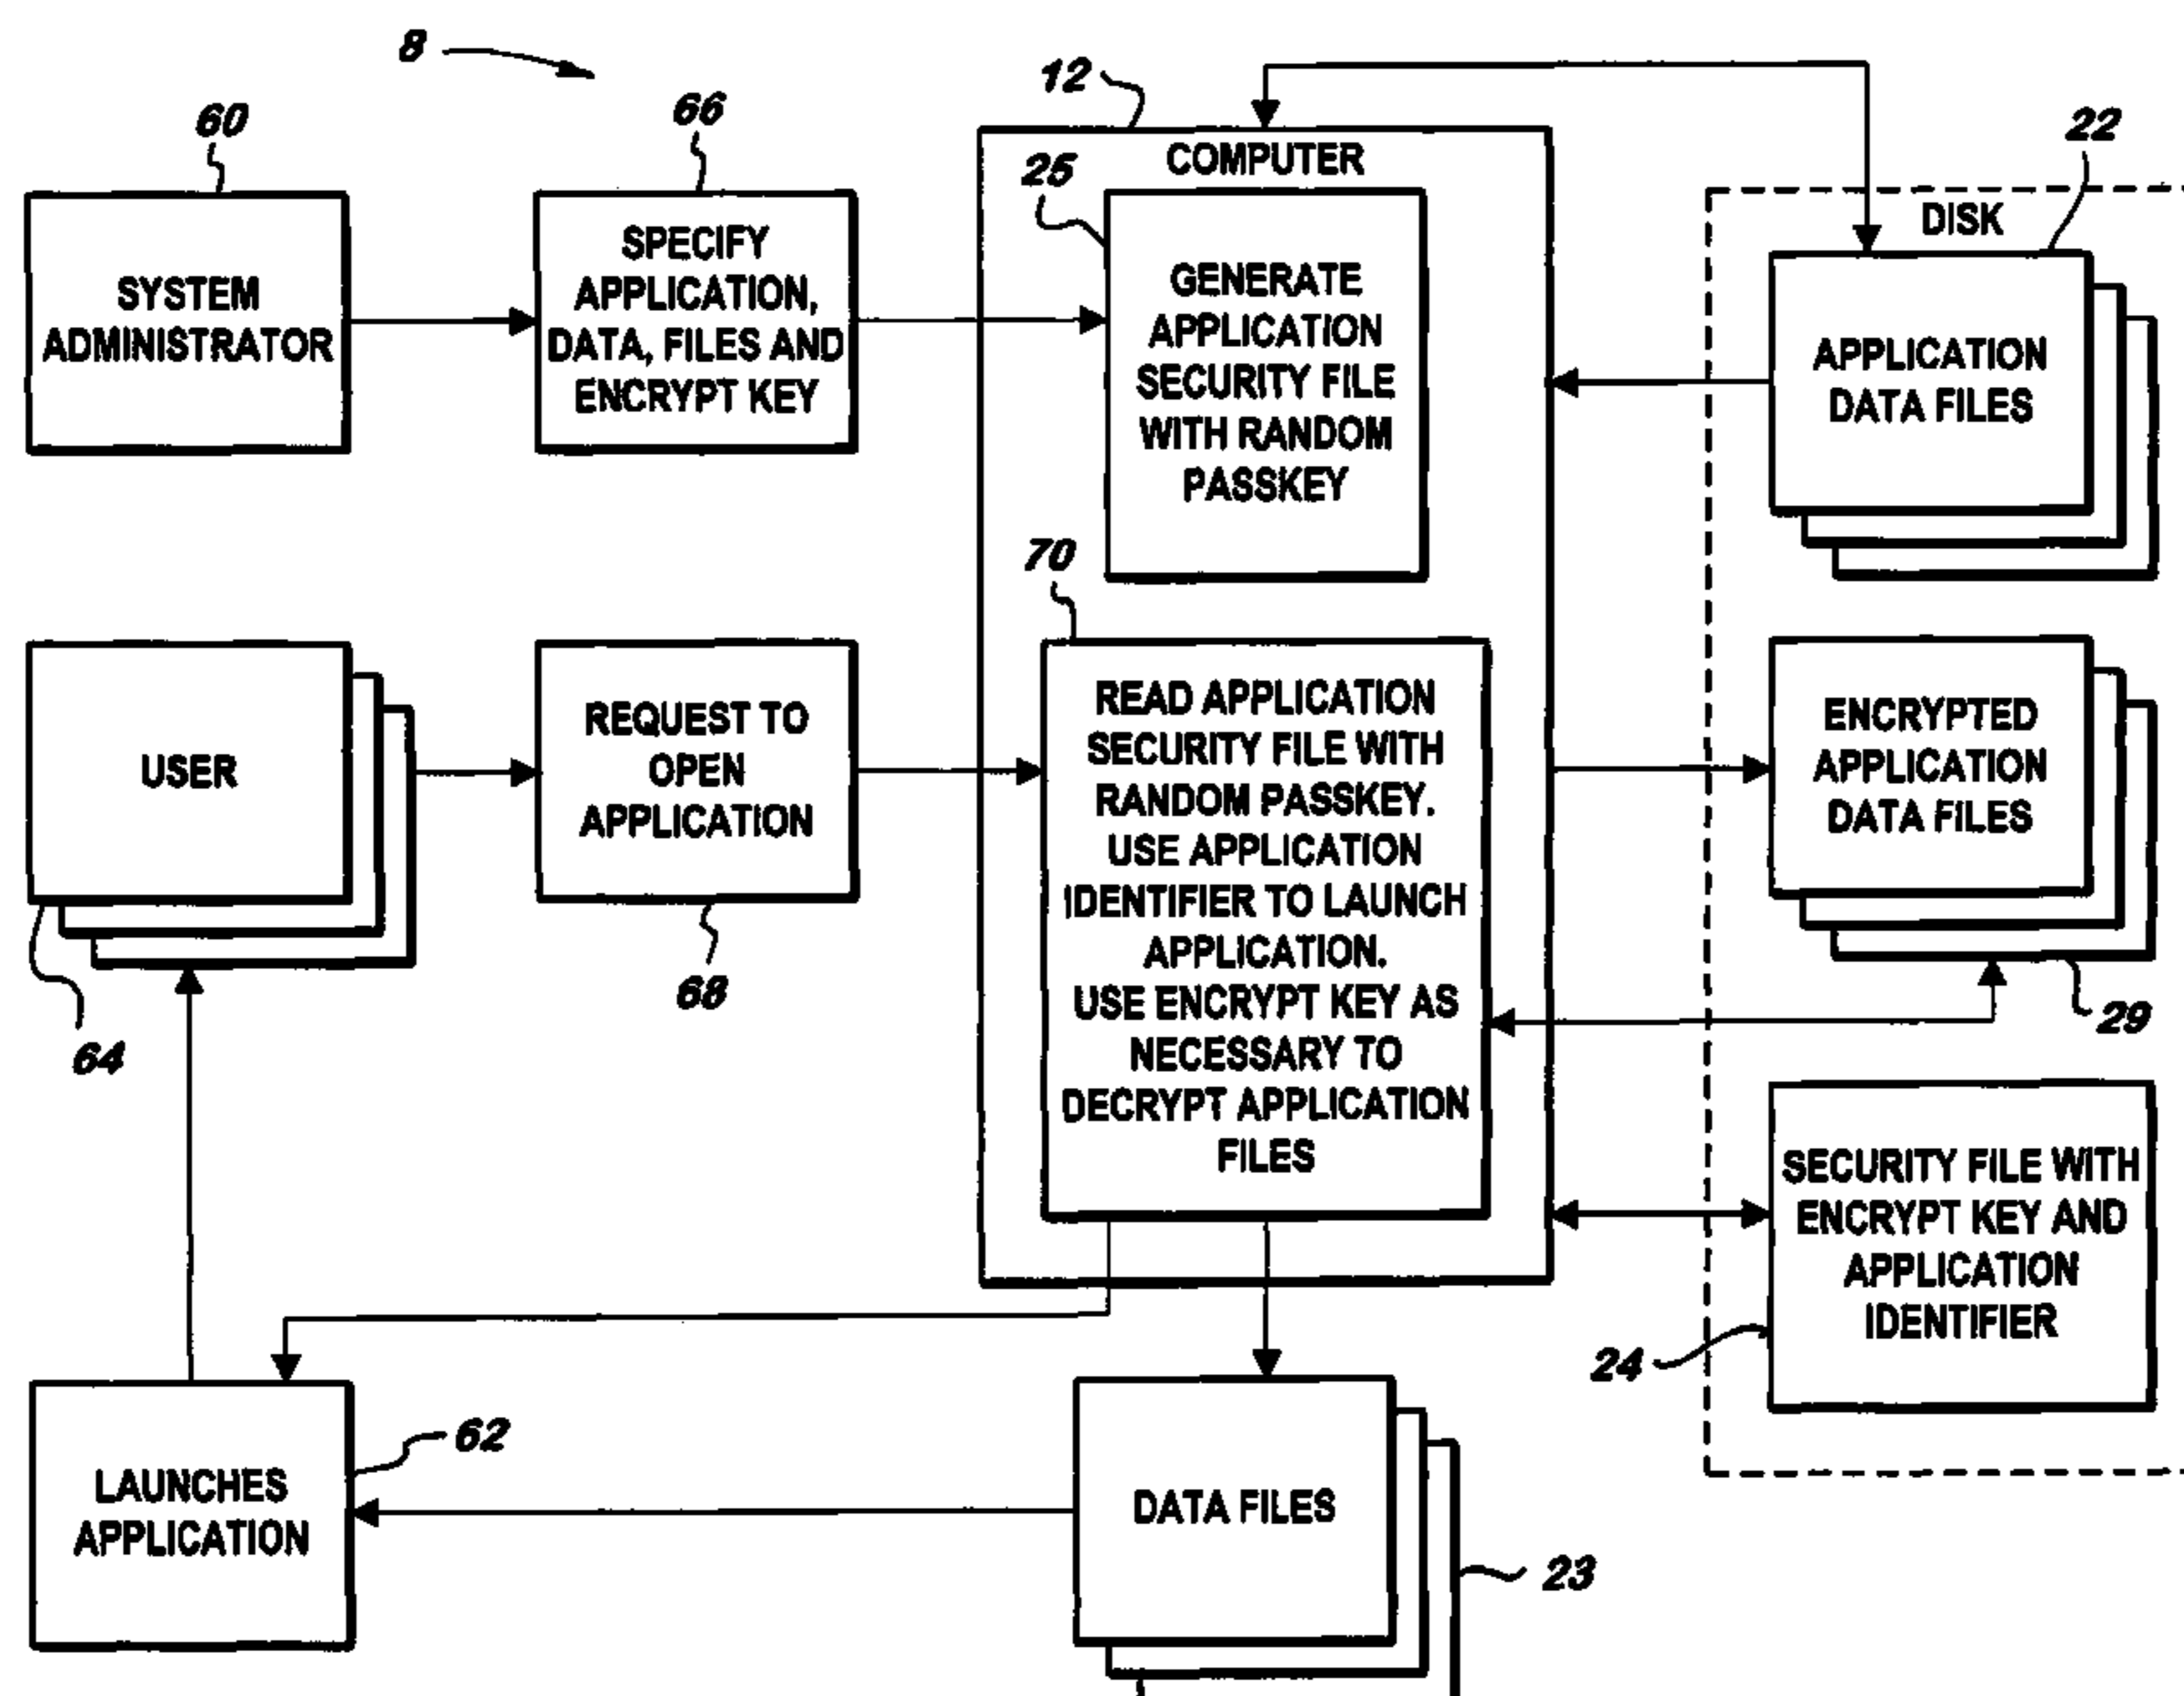 8
60
SYSTEM
ADMINISTRATOR
66
SPECIFY
APPLICATION,
DATA, FILES AND
ENCRYPT KEY
12
COMPUTER
25
GENERATE
APPLICATION
SECURITY FILE
WITH RANDOM
PASSKEY
22
DISK
APPLICATION
DATA FILES
USER
64
REQUEST TO
OPEN
APPLICATION
68
70
READ APPLICATION
SECURITY FILE WITH
RANDOM PASSKEY.
USE APPLICATION
IDENTIFIER TO LAUNCH
APPLICATION.
USE ENCRYPT KEY AS
NECESSARY TO
DECRYPT APPLICATION
FILES
ENCRYPTED
APPLICATION
DATA FILES
29
SECURITY FILE WITH
ENCRYPT KEY AND
APPLICATION
IDENTIFIER
24
LAUNCHES
APPLICATION
62
DATA FILES
23